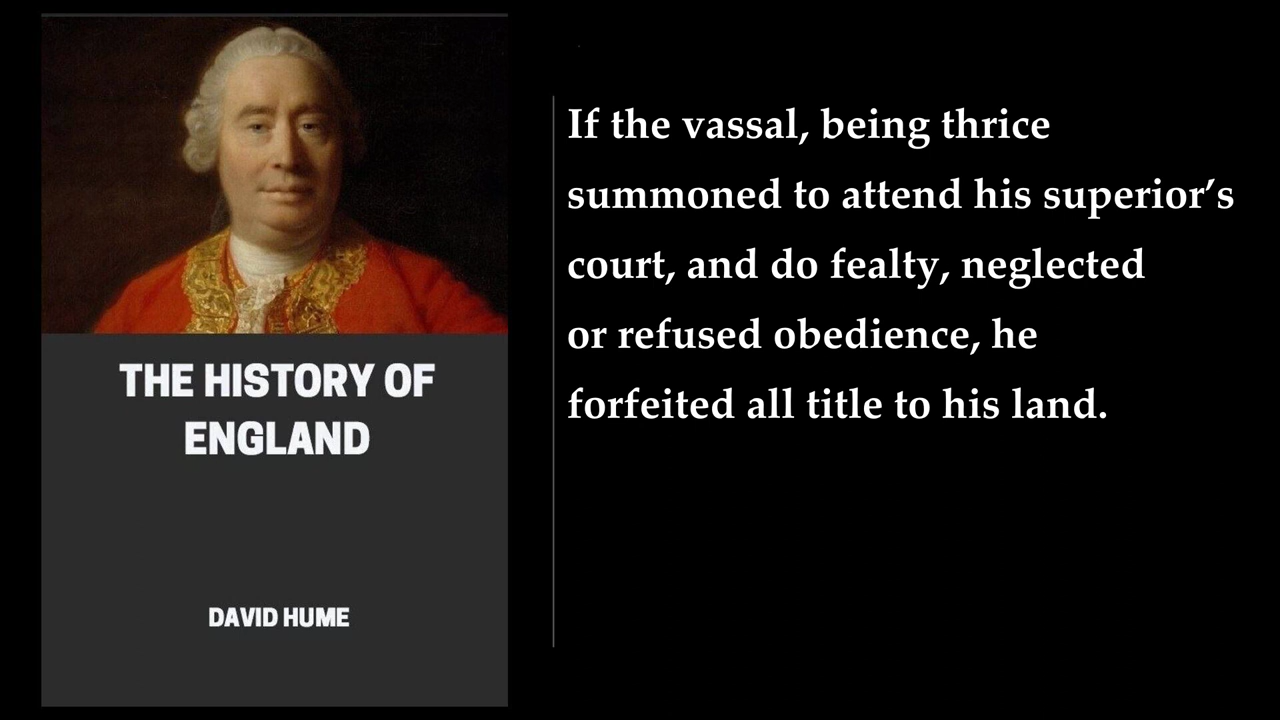 THE HISTORY OF
ENGLAND
DAVID HUME
If the vassal, being thrice
summoned to attend his superior’s
court, and do fealty, neglected
or refused obedience, he
forfeited all title to his land.